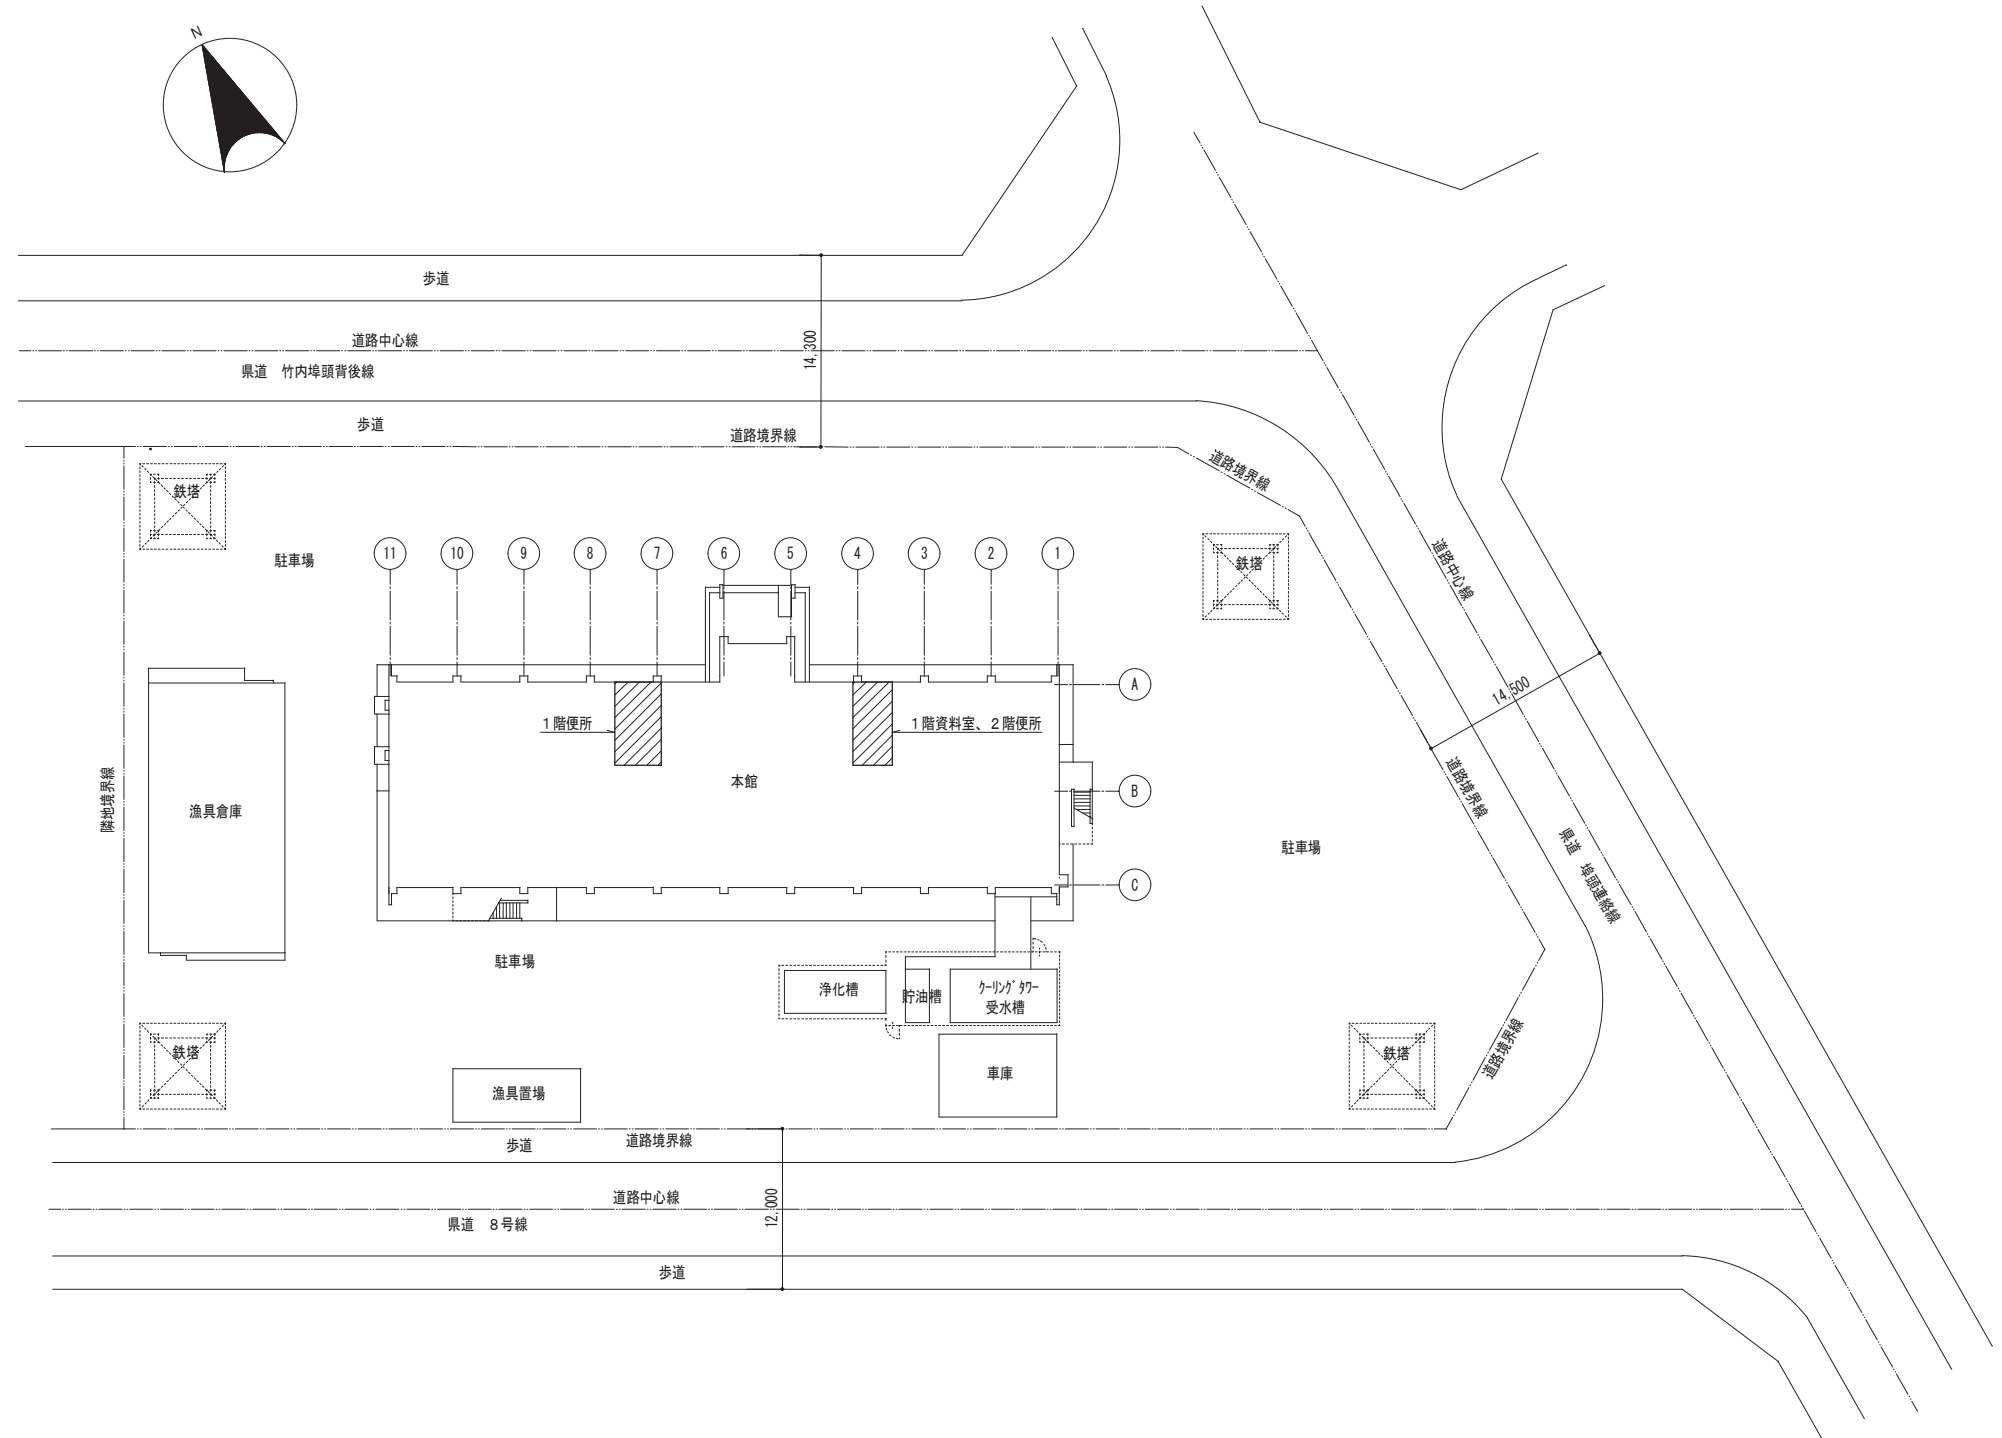 N
歩道
道路中心線
14,300
県道　竹内埠頭背後線
歩道
道路境界線
道路境界線
鉄塔
駐車場
11
10
9
8
7
6
5
4
3
2
1
鉄塔
道路中心線
A
14,500
1階便所
1階資料室、2階便所
本館
B
隣地境界線
漁具倉庫
道路境界線
駐車場
県道　埠頭連絡線
C
駐車場
浄化槽
貯油槽
クーリングタワー
受水槽
鉄塔
鉄塔
道路境界線
車庫
漁具置場
歩道
道路境界線
道路中心線
12,000
県道　8号線
歩道